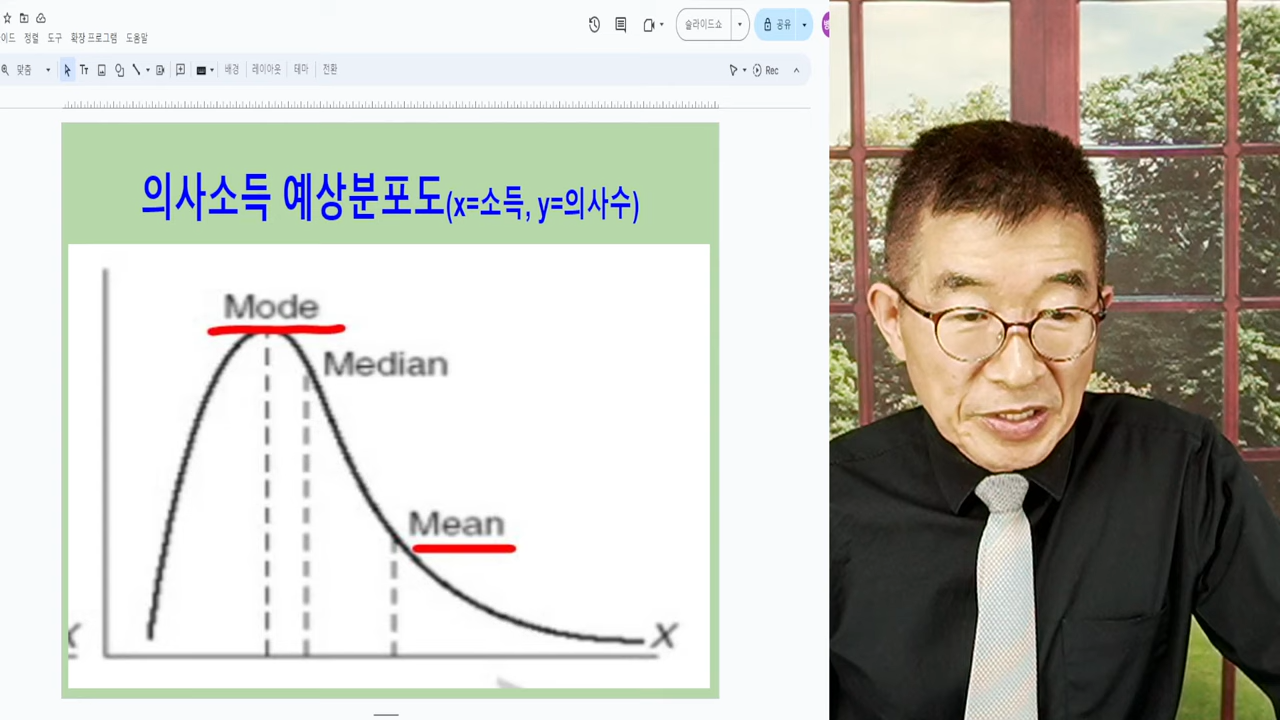 이드 정렬 도구 확장 프로그램 도움말
슬라이드쇼
공유
맞춤
Tr
배경 레이아웃 테마 전환
Rec
의사소득 예상분포도(x=소득, y=의사수)
Mode
Median
Mean
X